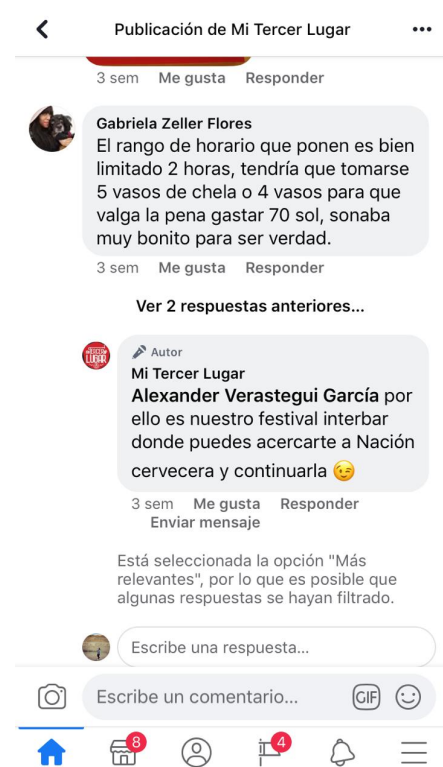 Publicación de Mi Tercer Lugar
3 sem Me gusta Responder
Gabriela Zeller Flores
El rango de horario que ponen es bien
limitado 2 horas, tendría que tomarse
5 vasos de chela o 4 vasos para que
valga la pena gastar 70 sol, sonaba
muy bonito para ser verdad.
3 sem Me gusta Responder
Ver 2 respuestas anteriores...
TERCER
LUGAR
Autor
Mi Tercer Lugar
Alexander Verastegui García por
ello es nuestro festival interbar
donde puedes acercarte a Nación
cervecera y continuarla 😉
3 sem Me gusta Responder
Enviar mensaje
Está seleccionada la opción "Más
relevantes", por lo que es posible que
algunas respuestas se hayan filtrado.
Escribe una respuesta...
Escribe un comentario...
GIF
8
4